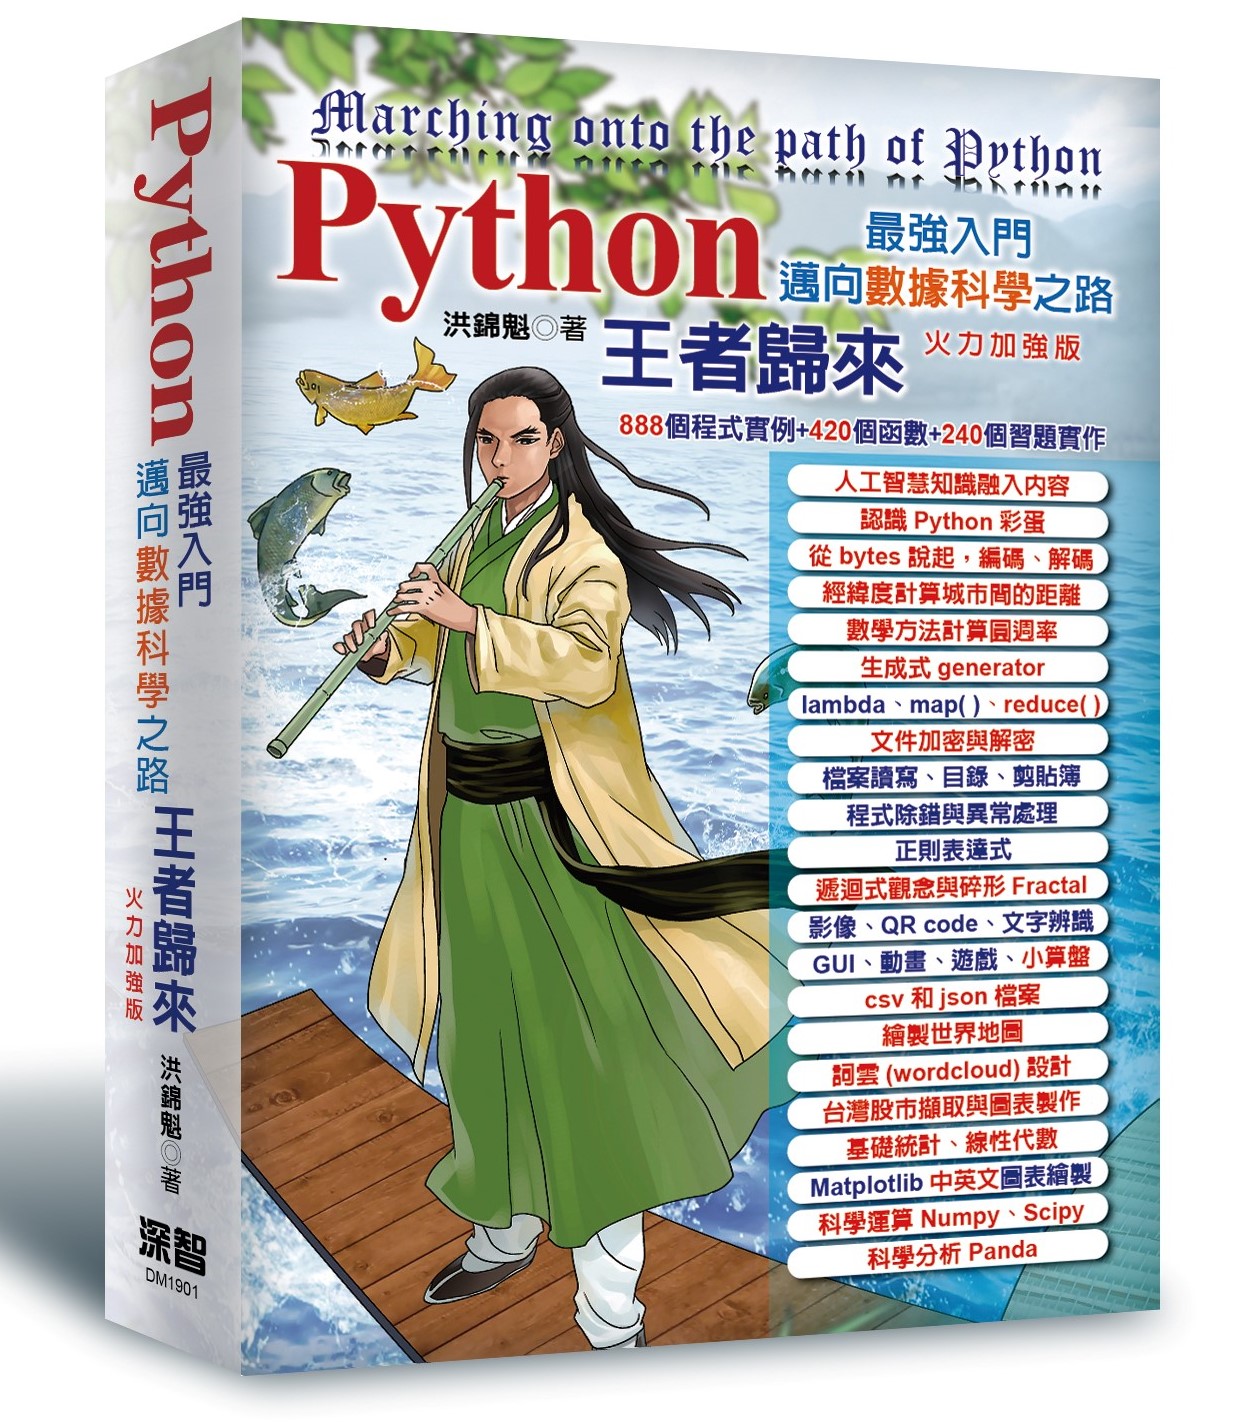 Marching onto the path of Python
Python
最強入門
邁向數據科學之路
洪錦魁◎著
王者歸來
火力加強版
888個程式實例+420個函數+240個習題實作
人工智慧知識融入內容
認識 Python 彩蛋
從 bytes 說起，編碼、解碼
經緯度計算城市間的距離
數學方法計算圓週率
生成式 generator
lambda、map( )、reduce( )
文件加密與解密
檔案讀寫、目錄、剪貼簿
程式除錯與異常處理
正則表達式
遞迴式觀念與碎形 Fractal
影像、QR code、文字辨識
GUI、動畫、遊戲、小算盤
csv 和 json 檔案
繪製世界地圖
詞雲 (wordcloud) 設計
台灣股市擷取與圖表製作
基礎統計、線性代數
Matplotlib 中英文圖表繪製
科學運算 Numpy、Scipy
科學分析 Panda
Python
最強入門
邁向數據科學之路
王者歸來
火力加強版
洪錦魁◎著
深智
DM1901